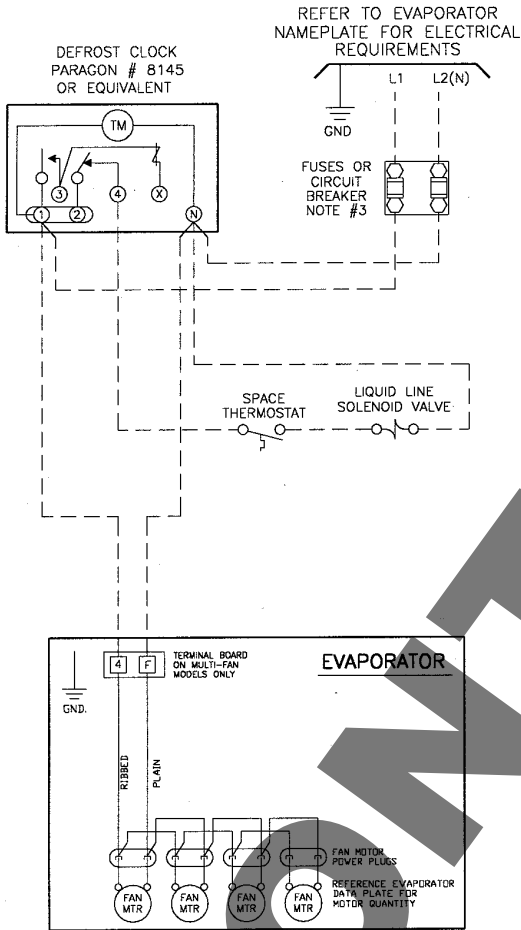 REFER TO EVAPORATOR
NAMEPLATE FOR ELECTRICAL
REQUIREMENTS
DEFROST CLOCK
PARAGON # 8145
OR EQUIVALENT
L1
L2(N)
GND
TM
FUSES OR
CIRCUIT
BREAKER
NOTE #3
3
4
X
1
2
N
SPACE
THERMOSTAT
LIQUID LINE
SOLENOID VALVE
4
F
TERMINAL BOARD
ON MULTI-FAN
MODELS ONLY
EVAPORATOR
GND.
RIBBED
PLAIN
FAN MOTOR
POWER PLUGS
FAN
MTR
FAN
MTR
FAN
MTR
FAN
MTR
REFERENCE EVAPORATOR
DATA PLATE FOR
MOTOR QUANTITY